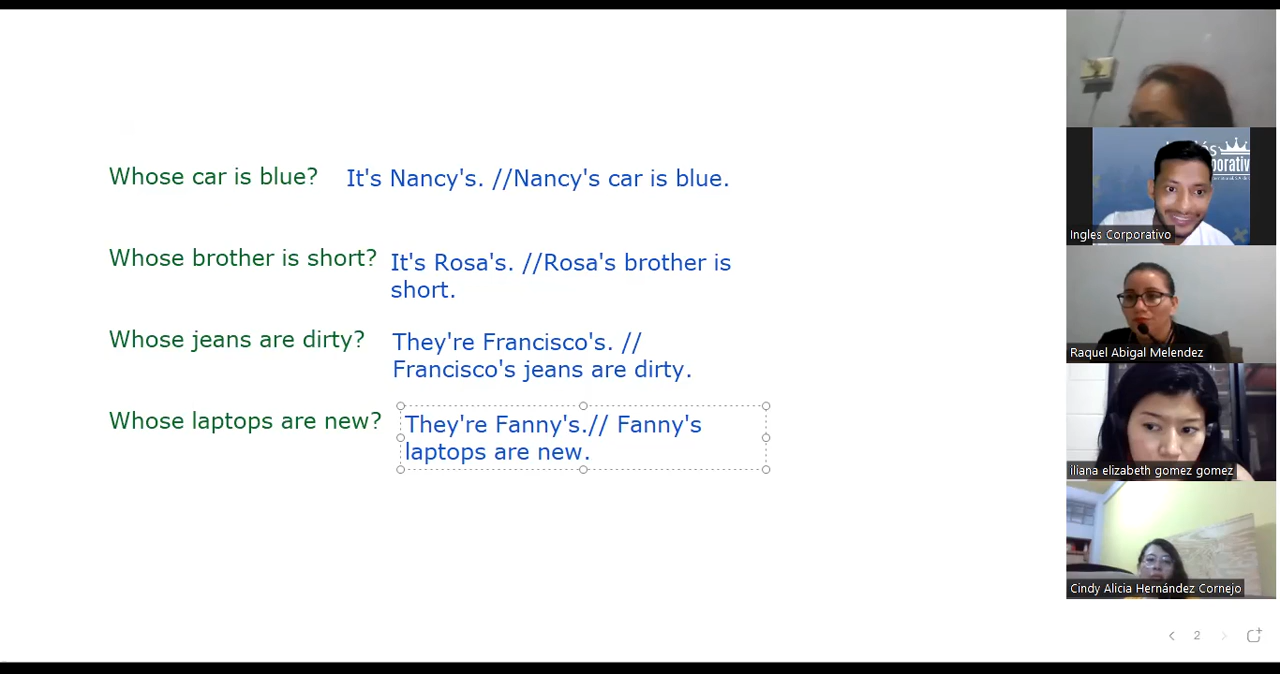 Whose car is blue?
It's Nancy's. //Nancy's car is blue.
Whose brother is short?
It's Rosa's. //Rosa's brother is
short.
Whose jeans are dirty?
They're Francisco's. //
Francisco's jeans are dirty.
Whose laptops are new?
They're Fanny's.// Fanny's
laptops are new.
Ingles Corporativo
Raquel Abigal Melendez
iliana elizabeth gomez gomez
Cindy Alicia Hernández Cornejo
2